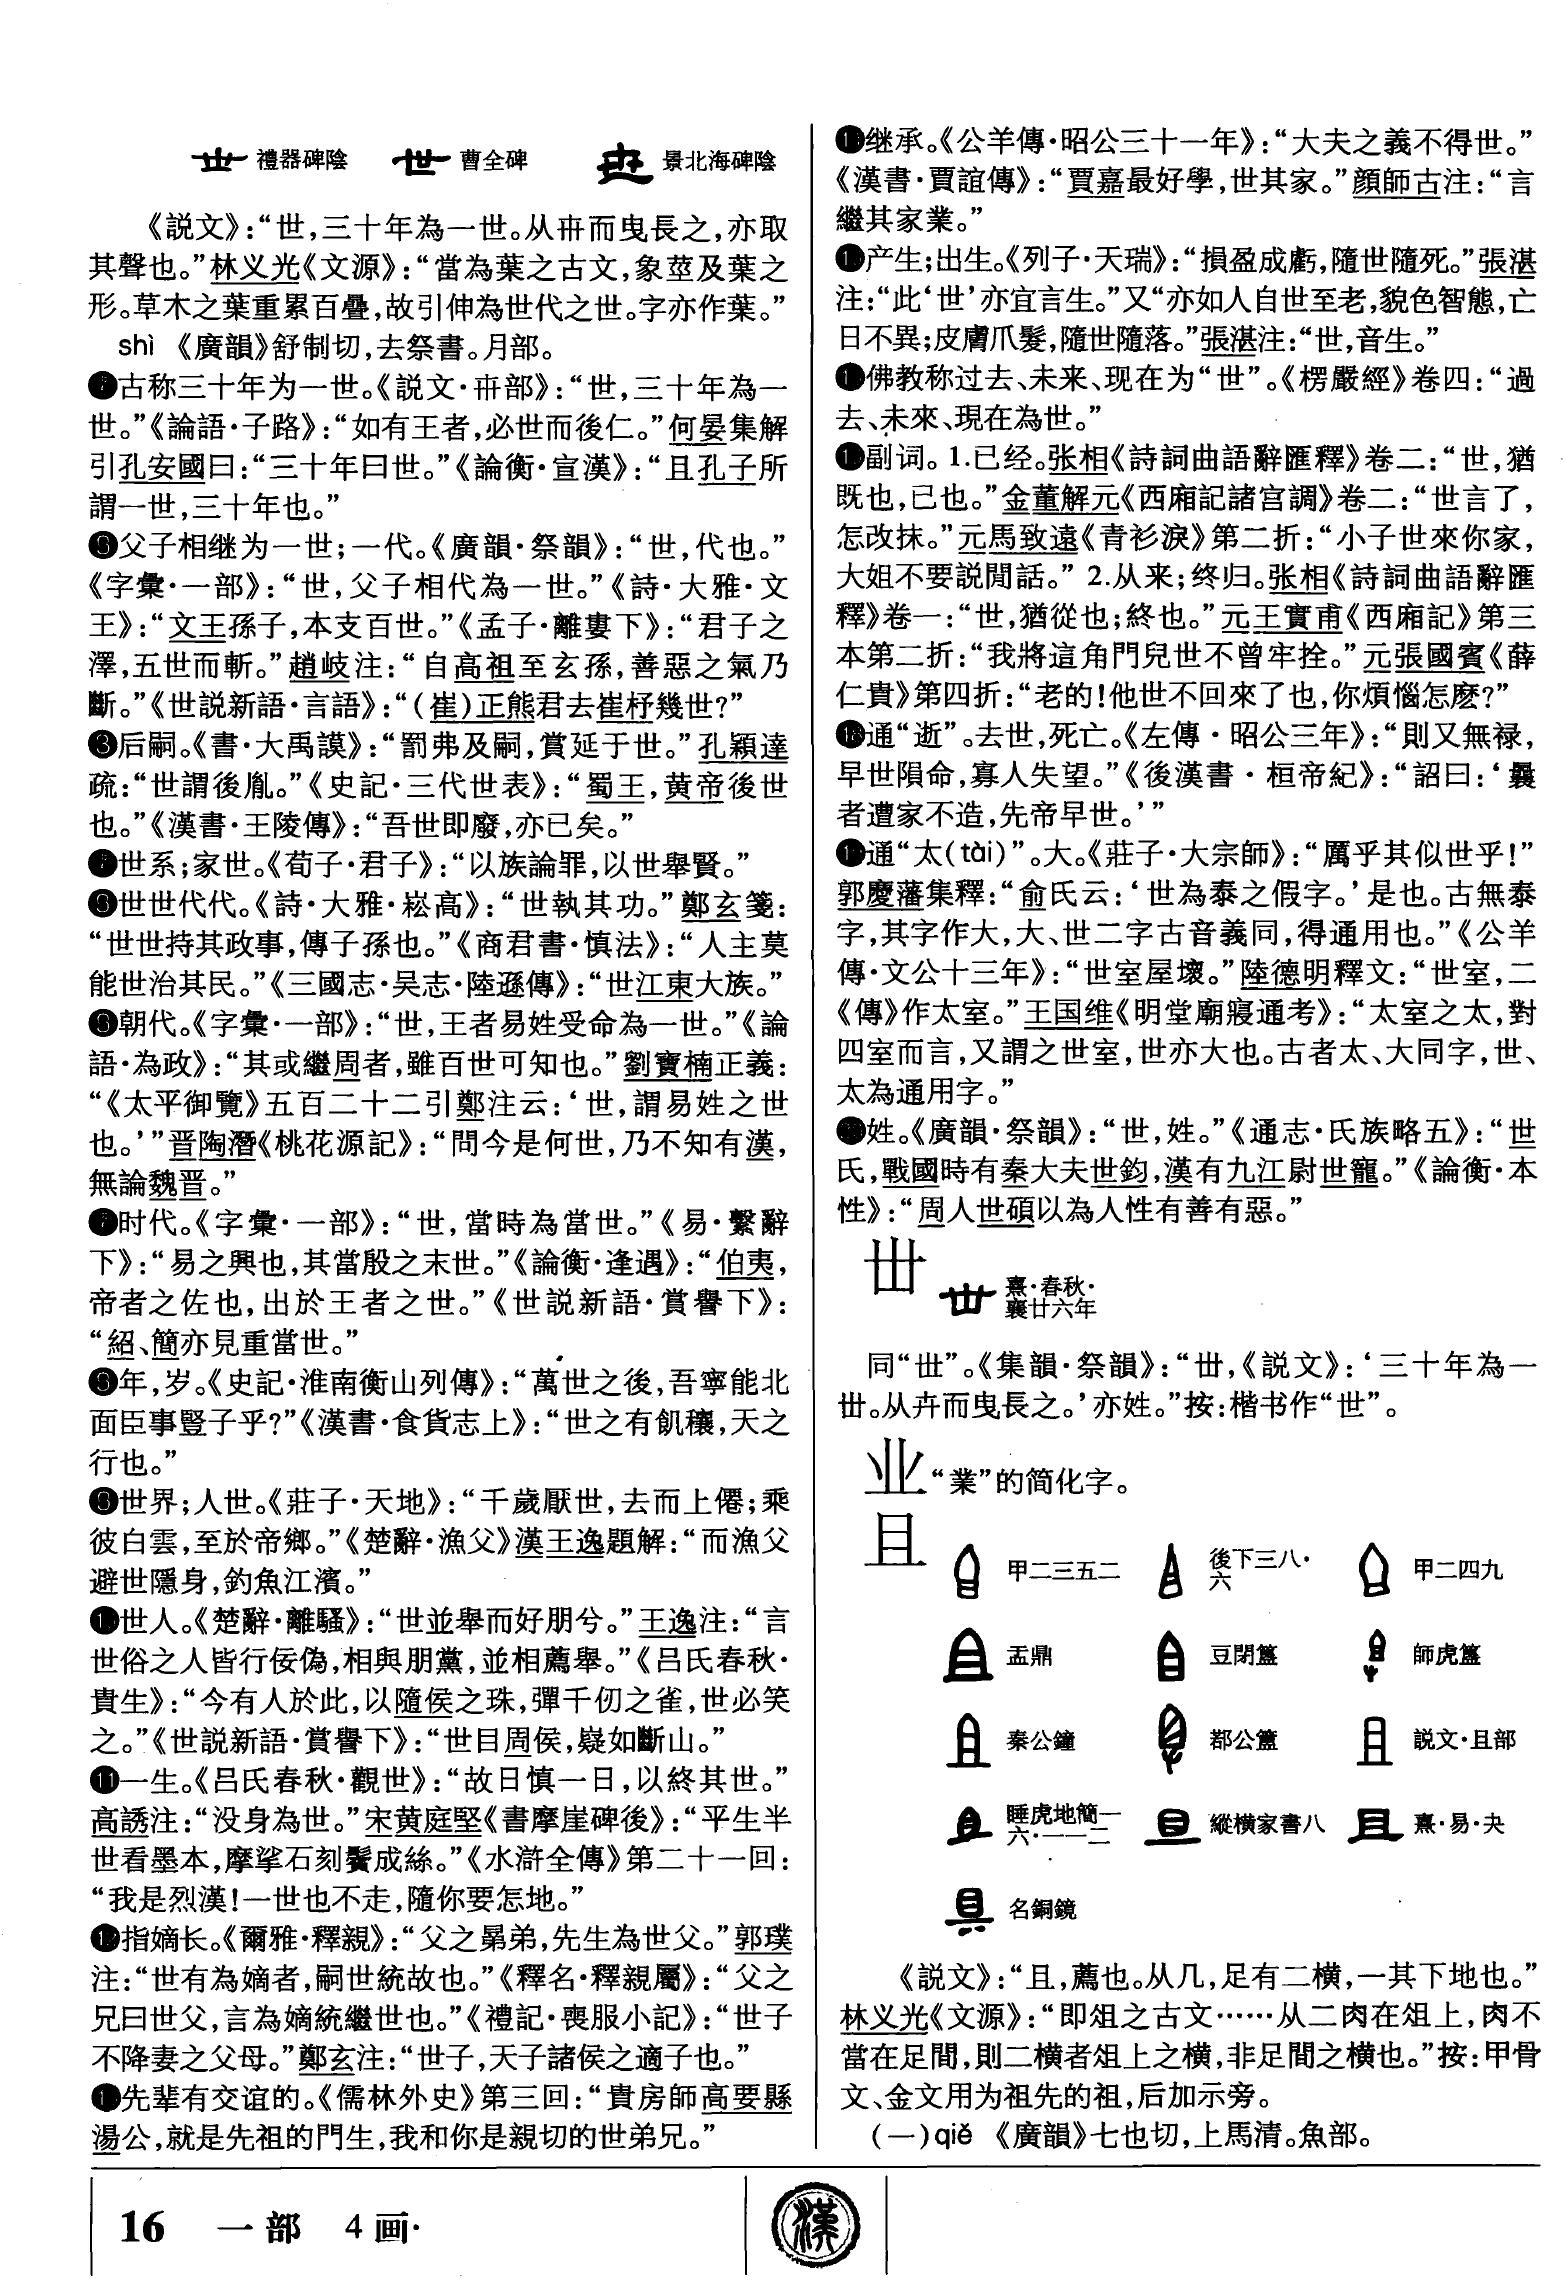 禮器碑陰 曹全碑 景北海碑陰
《説文》：“世，三十年為一世。从卅而曳長之，亦取
其聲也。”林义光《文源》：“當為葉之古文，象莖及葉之
形。草木之葉重累百疊，故引伸為世代之世。字亦作葉。”
shì 《廣韻》舒制切，去祭書。月部。
古称三十年为一世。《説文·卅部》：“世，三十年為一
世。”《論語·子路》：“如有王者，必世而後仁。”何晏集解
引孔安國曰：“三十年曰世。”《論衡·宣漢》：“且孔子所
謂一世，三十年也。”
父子相继为一世；一代。《廣韻·祭韻》：“世，代也。”
《字彙·一部》：“世，父子相代為一世。”《詩·大雅·文
王》：“文王孫子，本支百世。”《孟子·離婁下》：“君子之
澤，五世而斬。”趙岐注：“自高祖至玄孫，善惡之氣乃
斷。”《世説新語·言語》：“（崔）正熊君去崔杼幾世？”
❸后嗣。《書·大禹謨》：“罰弗及嗣，賞延于世。”孔穎達
疏：“世謂後胤。”《史記·三代世表》：“蜀王，黄帝後世
也。”《漢書·王陵傳》：“吾世即廢，亦已矣。”
世系；家世。《荀子·君子》：“以族論罪，以世舉賢。”
世世代代。《詩·大雅·崧高》：“世執其功。”鄭玄箋：
“世世持其政事，傳子孫也。”《商君書·慎法》：“人主莫
能世治其民。”《三國志·吴志·陸遜傳》：“世江東大族。”
朝代。《字彙·一部》：“世，王者易姓受命為一世。”《論
語·為政》：“其或繼周者，雖百世可知也。”劉寶楠正義：
“《太平御覽》五百二十二引鄭注云：‘世，謂易姓之世
也。’”晋陶潛《桃花源記》：“問今是何世，乃不知有漢，
無論魏晋。”
❼时代。《字彙·一部》：“世，當時為當世。”《易·繫辭
下》：“易之興也，其當殷之末世。”《論衡·逢遇》：“伯夷，
帝者之佐也，出於王者之世。”《世説新語·賞譽下》：
“紹、簡亦見重當世。”
年，岁。《史記·淮南衡山列傳》：“萬世之後，吾寧能北
面臣事豎子乎？”《漢書·食貨志上》：“世之有飢穰，天之
行也。”
世界；人世。《莊子·天地》：“千歲厭世，去而上僊；乘
彼白雲，至於帝鄉。”《楚辭·漁父》漢王逸題解：“而漁父
避世隱身，釣魚江濱。”
世人。《楚辭·離騷》：“世並舉而好朋兮。”王逸注：“言
世俗之人皆行佞偽，相與朋黨，並相薦舉。”《吕氏春秋·
貴生》：“今有人於此，以隨侯之珠，彈千仞之雀，世必笑
之。”《世説新語·賞譽下》：“世目周侯，嶷如斷山。”
⓫一生。《吕氏春秋·觀世》：“故日慎一日，以終其世。”
高誘注：“没身為世。”宋黄庭堅《書摩崖碑後》：“平生半
世看墨本，摩挲石刻鬢成絲。”《水滸全傳》第二十一回：
“我是烈漢！一世也不走，隨你要怎地。”
指嫡长。《爾雅·釋親》：“父之晜弟，先生為世父。”郭璞
注：“世有為嫡者，嗣世統故也。”《釋名·釋親屬》：“父之
兄曰世父，言為嫡統繼世也。”《禮記·喪服小記》：“世子
不降妻之父母。”鄭玄注：“世子，天子諸侯之適子也。”
先辈有交谊的。《儒林外史》第三回：“貴房師高要縣
湯公，就是先祖的門生，我和你是親切的世弟兄。”
继承。《公羊傳·昭公三十一年》：“大夫之義不得世。”
《漢書·賈誼傳》：“賈嘉最好學，世其家。”顔師古注：“言
繼其家業。”
产生；出生。《列子·天瑞》：“損盈成虧，隨世隨死。”張湛
注：“此‘世’亦宜言生。”又“亦如人自世至老，貌色智態，亡
日不異；皮膚爪髮，隨世隨落。”張湛注：“世，音生。”
佛教称过去、未来、现在为“世”。《楞嚴經》卷四：“過
去、未來、現在為世。”
副词。1.已经。张相《詩詞曲語辭匯釋》卷二：“世，猶
既也，已也。”金董解元《西廂記諸宫調》卷二：“世言了，
怎改抹。”元馬致遠《青衫淚》第二折：“小子世來你家，
大姐不要説閒話。” 2.从来；终归。张相《詩詞曲語辭匯
釋》卷一：“世，猶從也；終也。”元王實甫《西廂記》第三
本第二折：“我將這角門兒世不曾牢拴。”元張國賓《薛
仁貴》第四折：“老的！他世不回來了也，你煩惱怎麽？”
⓲通“逝”。去世，死亡。《左傳·昭公三年》：“則又無禄，
早世隕命，寡人失望。”《後漢書·桓帝紀》：“詔曰：‘曩
者遭家不造，先帝早世。’”
通“太（tài）”。大。《莊子·大宗師》：“厲乎其似世乎！”
郭慶藩集釋：“俞氏云：‘世為泰之假字。’是也。古無泰
字，其字作大，大、世二字古音義同，得通用也。”《公羊
傳·文公十三年》：“世室屋壞。”陸德明釋文：“世室，二
《傳》作太室。”王国维《明堂廟寢通考》：“太室之太，對
四室而言，又謂之世室，世亦大也。古者太、大同字，世、
太為通用字。”
姓。《廣韻·祭韻》：“世，姓。”《通志·氏族略五》：“世
氏，戰國時有秦大夫世鈞，漢有九江尉世寵。”《論衡·本
性》：“周人世碩以為人性有善有惡。”
丗 熹·春秋·
襄廿六年
同“世”。《集韻·祭韻》：“丗，《説文》：‘三十年為一
丗。从卉而曳長之。’亦姓。”按：楷书作“世”。
业 “業”的简化字。
且 甲二三五二 後下三八·
六 甲二四九
盂鼎 豆閉簋 師虎簋
秦公鐘 郘公簠 説文·且部
睡虎地簡一
六·一一二 縱横家書八 熹·易·夬
名銅鏡
《説文》：“且，薦也。从几，足有二横，一其下地也。”
林义光《文源》：“即俎之古文……从二肉在俎上，肉不
當在足間，則二横者俎上之横，非足間之横也。”按：甲骨
文、金文用为祖先的祖，后加示旁。
（一）qiě 《廣韻》七也切，上馬清。魚部。
16 一部 4画·
漢